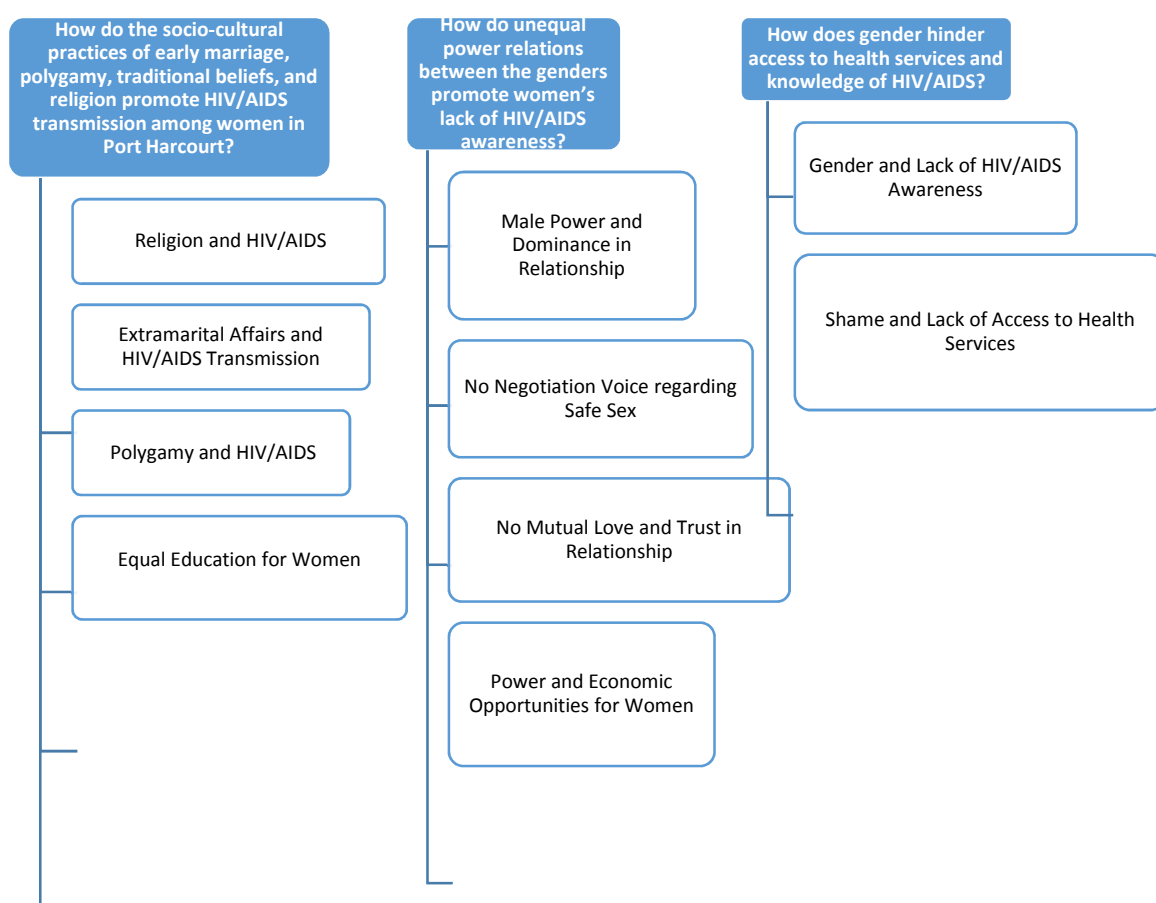 How do the socio-cultural
practices of early marriage,
polygamy, traditional beliefs, and
religion promote HIV/AIDS
transmission among women in
Port Harcourt?
Religion and HIV/AIDS
Extramarital Affairs and
HIV/AIDS Transmission
Polygamy and HIV/AIDS
Equal Education for Women
How do unequal
power relations
between the genders
promote women’s
lack of HIV/AIDS
awareness?
Male Power and
Dominance in
Relationship
No Negotiation Voice regarding
Safe Sex
No Mutual Love and Trust in
Relationship
Power and Economic
Opportunities for Women
How does gender hinder
access to health services and
knowledge of HIV/AIDS?
Gender and Lack of HIV/AIDS
Awareness
Shame and Lack of Access to Health
Services